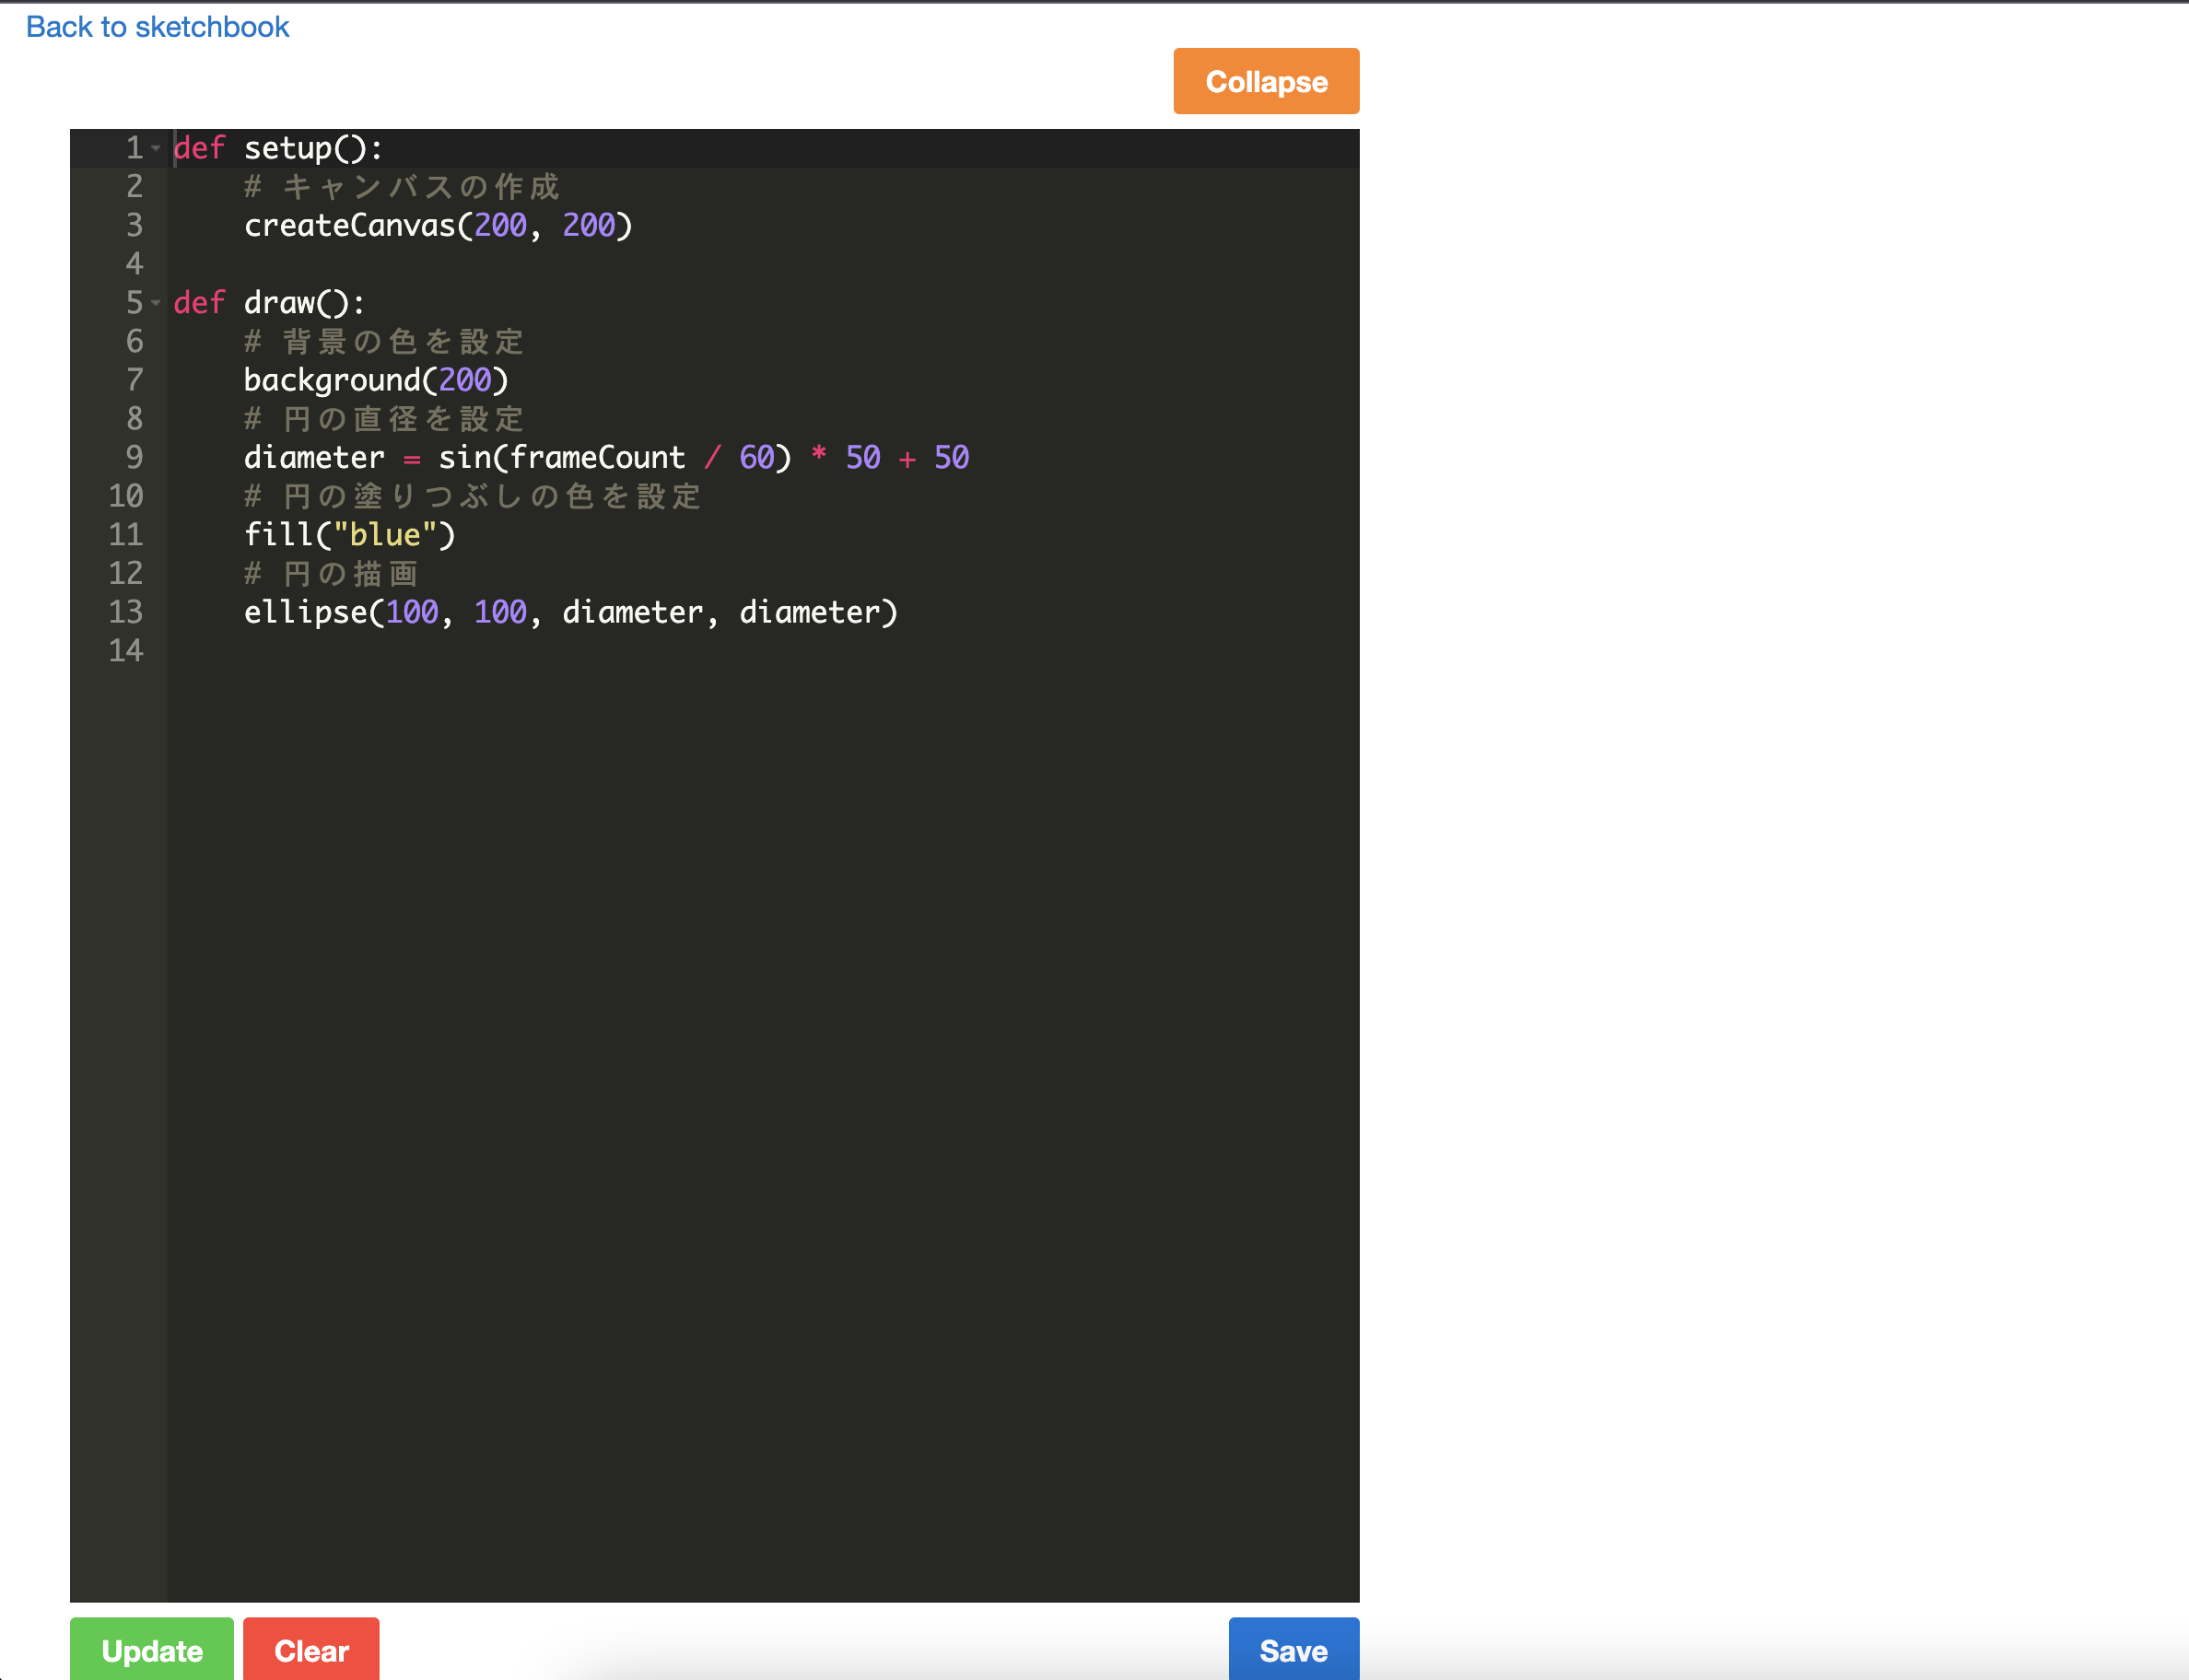 Back to sketchbook
Collapse
1 def setup():
2     # キャンバスの作成
3     createCanvas(200, 200)
4
5 def draw():
6     # 背景の色を設定
7     background(200)
8     # 円の直径を設定
9     diameter = sin(frameCount / 60) * 50 + 50
10     # 円の塗りつぶしの色を設定
11     fill("blue")
12     # 円の描画
13     ellipse(100, 100, diameter, diameter)
14
Update Clear Save